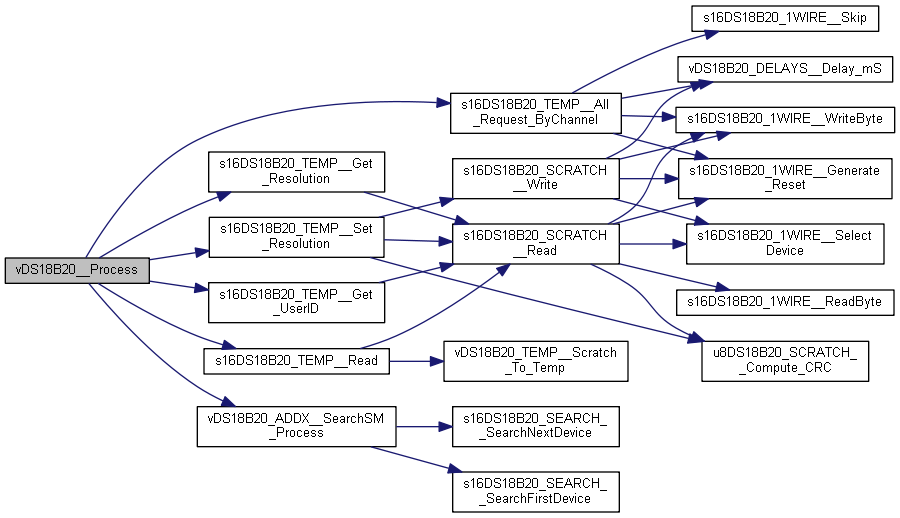 vDS18B20__Process
s16DS18B20_TEMP__All
_Request_ByChannel
s16DS18B20_TEMP__Get
_Resolution
s16DS18B20_TEMP__Set
_Resolution
s16DS18B20_TEMP__Get
_UserID
s16DS18B20_TEMP__Read
vDS18B20_ADDX__SearchSM
_Process
s16DS18B20_SCRATCH
__Write
s16DS18B20_SCRATCH
__Read
vDS18B20_TEMP__Scratch
_To_Temp
s16DS18B20_SEARCH_
_SearchNextDevice
s16DS18B20_SEARCH_
_SearchFirstDevice
s16DS18B20_1WIRE__Skip
vDS18B20_DELAYS__Delay_mS
s16DS18B20_1WIRE__WriteByte
s16DS18B20_1WIRE__Generate
_Reset
s16DS18B20_1WIRE__Select
Device
s16DS18B20_1WIRE__ReadByte
u8DS18B20_SCRATCH_
_Compute_CRC